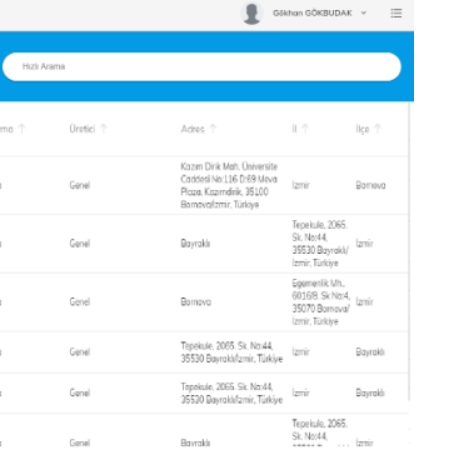 Gökhan GÖKBUDAK
Hızlı Arama
Üretici ↑ Adres ↑ İl ↑ İlçe ↑
Genel Kazım Dirik Mah. Üniversite
Caddesi No:116 D:69 Mova
Plaza, Kazımdirik, 35100
Bornova/İzmir, Türkiye İzmir Bornova
Genel Bayraklı Tepekule, 2065.
Sk. No:44,
35530 Bayraklı/
İzmir, Türkiye İzmir
Genel Bornova Egemenlik Mh.,
6016/8. Sk No:4,
35070 Bornova/
İzmir, Türkiye İzmir
Genel Tepekule, 2065. Sk. No:44,
35530 Bayraklı/İzmir, Türkiye İzmir Bayraklı
Genel Tepekule, 2065. Sk. No:44,
35530 Bayraklı/İzmir, Türkiye İzmir Bayraklı
Genel Bayraklı Tepekule, 2065.
Sk. No:44,
İzmir